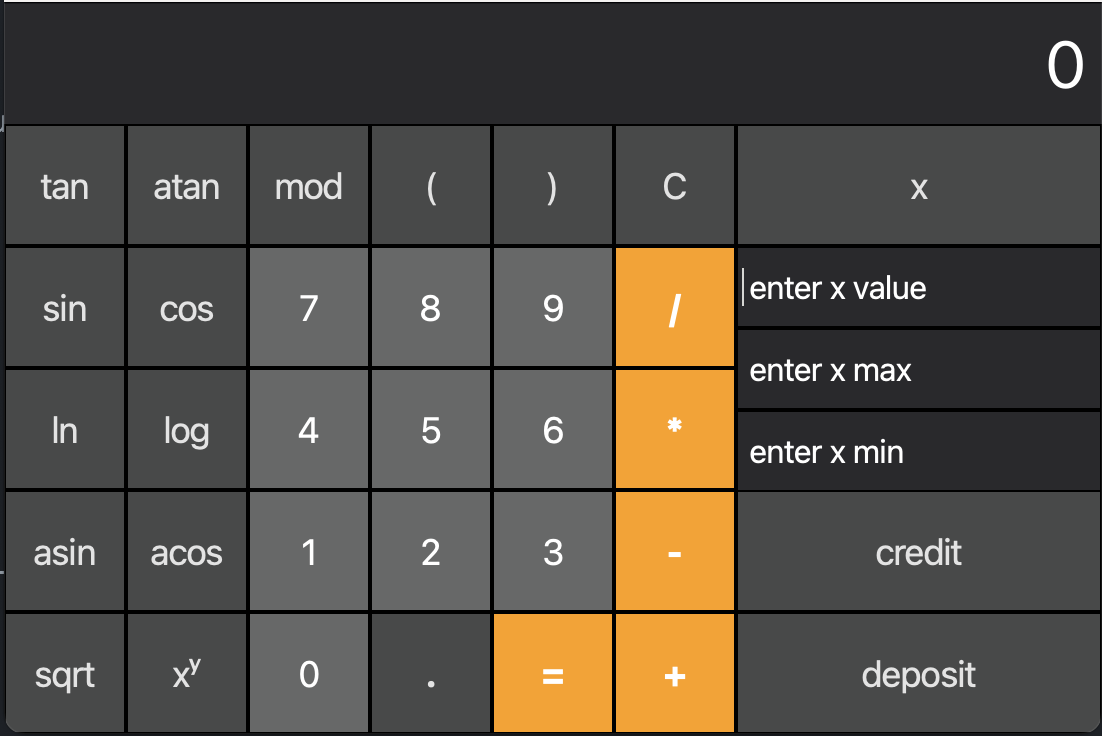 0
tan atan mod ( ) C x
sin cos 7 8 9 / enter x value
enter x max
ln log 4 5 6 *
enter x min
asin acos 1 2 3 - credit
sqrt xʸ 0 . = + deposit